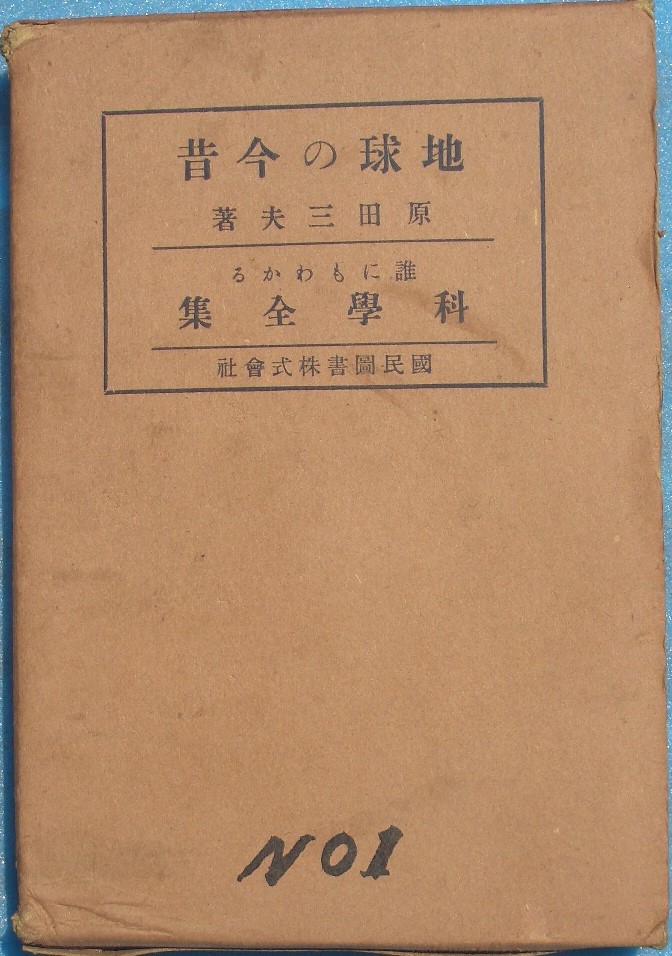 地球の今昔
原田三夫著
誰にもわかる
科學全集
國民圖書株式會社
NO1